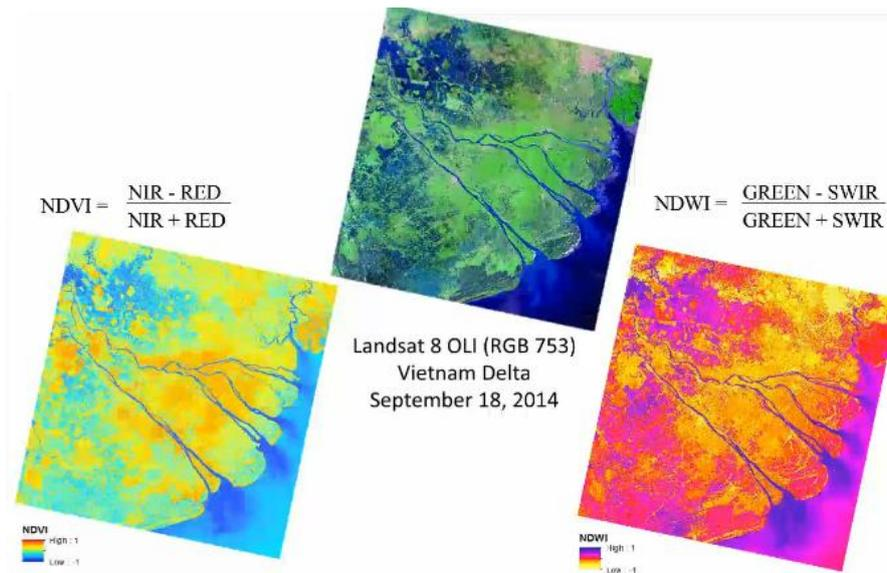 NDVI = NIR - RED
NIR + RED
NDWI = GREEN - SWIR
GREEN + SWIR
Landsat 8 OLI (RGB 753)
Vietnam Delta
September 18, 2014
NDVI
High : 1
Low : -1
NDWI
High : 1
Low : -1